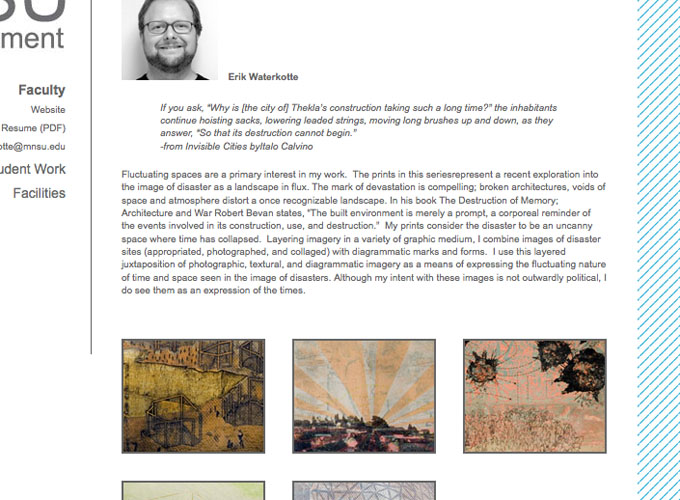 SU
ment
Faculty
Website
Resume (PDF)
otte@mnsu.edu
udent Work
Facilities
Erik Waterkotte
If you ask, “Why is [the city of] Thekla’s construction taking such a long time?” the inhabitants
continue hoisting sacks, lowering leaded strings, moving long brushes up and down, as they
answer, “So that its destruction cannot begin.”
-from Invisible Cities byItalo Calvino
Fluctuating spaces are a primary interest in my work.  The prints in this seriesrepresent a recent exploration into
the image of disaster as a landscape in flux. The mark of devastation is compelling; broken architectures, voids of
space and atmosphere distort a once recognizable landscape. In his book The Destruction of Memory;
Architecture and War Robert Bevan states, “The built environment is merely a prompt, a corporeal reminder of
the events involved in its construction, use, and destruction.”  My prints consider the disaster to be an uncanny
space where time has collapsed.  Layering imagery in a variety of graphic medium, I combine images of disaster
sites (appropriated, photographed, and collaged) with diagrammatic marks and forms.  I use this layered
juxtaposition of photographic, textural, and diagrammatic imagery as a means of expressing the fluctuating nature
of time and space seen in the image of disasters. Although my intent with these images is not outwardly political, I
do see them as an expression of the times.